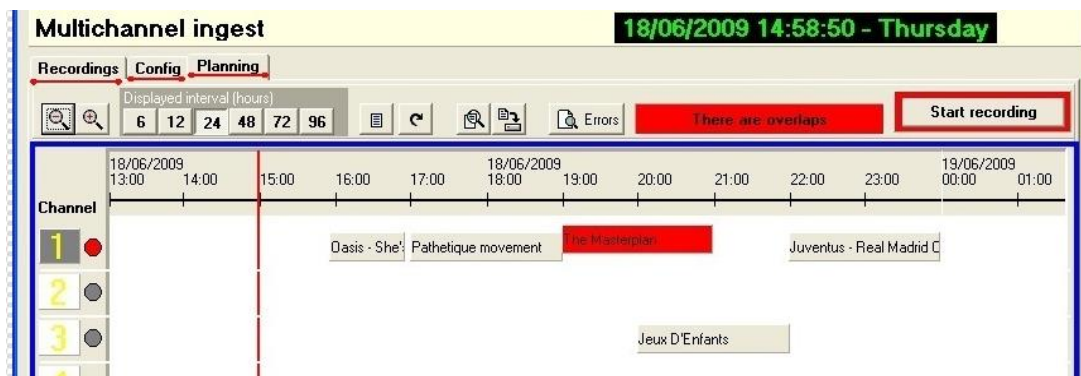 Multichannel ingest
18/06/2009 14:58:50 - Thursday
Recordings Config Planning
Displayed interval (hours)
6 12 24 48 72 96
Errors
There are overlaps
Start recording
18/06/2009 18/06/2009 19/06/2009
13:00 14:00 15:00 16:00 17:00 18:00 19:00 20:00 21:00 22:00 23:00 00:00 01:00
Channel
1 Oasis - She's Pathetique movement The Masterplan Juventus - Real Madrid C
2
3 Jeux D'Enfants